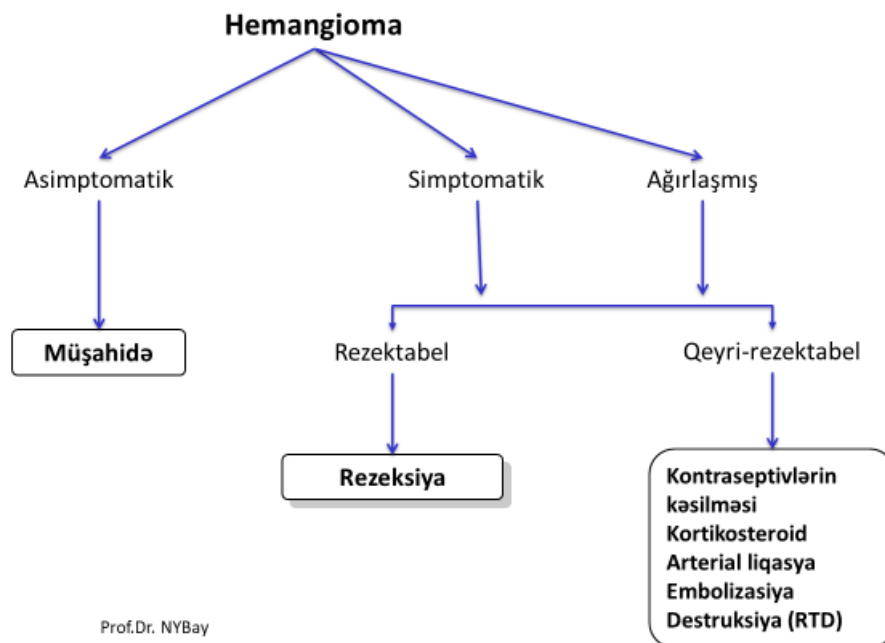 Hemangioma
Asimptomatik
Simptomatik
Ağırlaşmış
Müşahidə
Rezektabel
Qeyri-rezektabel
Rezeksiya
Kontraseptivlərin
kəsilməsi
Kortikosteroid
Arterial liqasya
Embolizasiya
Destruksiya (RTD)
Prof.Dr. NYBay